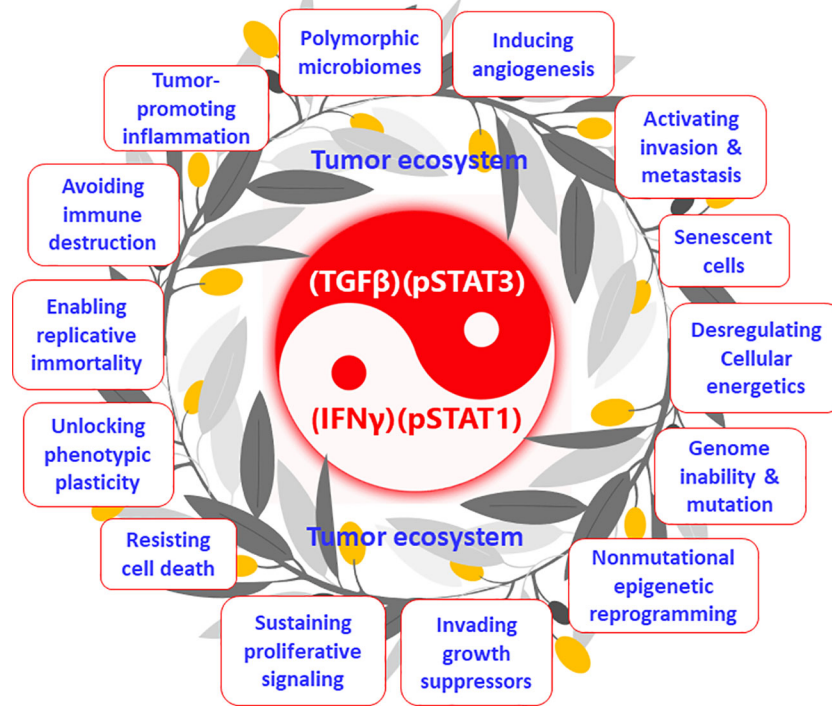 Polymorphic
microbiomes
Inducing
angiogenesis
Activating
invasion &
metastasis
Senescent
cells
Desregulating
Cellular
energetics
Genome
inability &
mutation
Nonmutational
epigenetic
reprogramming
Invading
growth
suppressors
Sustaining
proliferative
signaling
Resisting
cell death
Unlocking
phenotypic
plasticity
Enabling
replicative
immortality
Avoiding
immune
destruction
Tumor-
promoting
inflammation
Tumor ecosystem
(TGFβ)(pSTAT3)
(IFNγ)(pSTAT1)
Tumor ecosystem